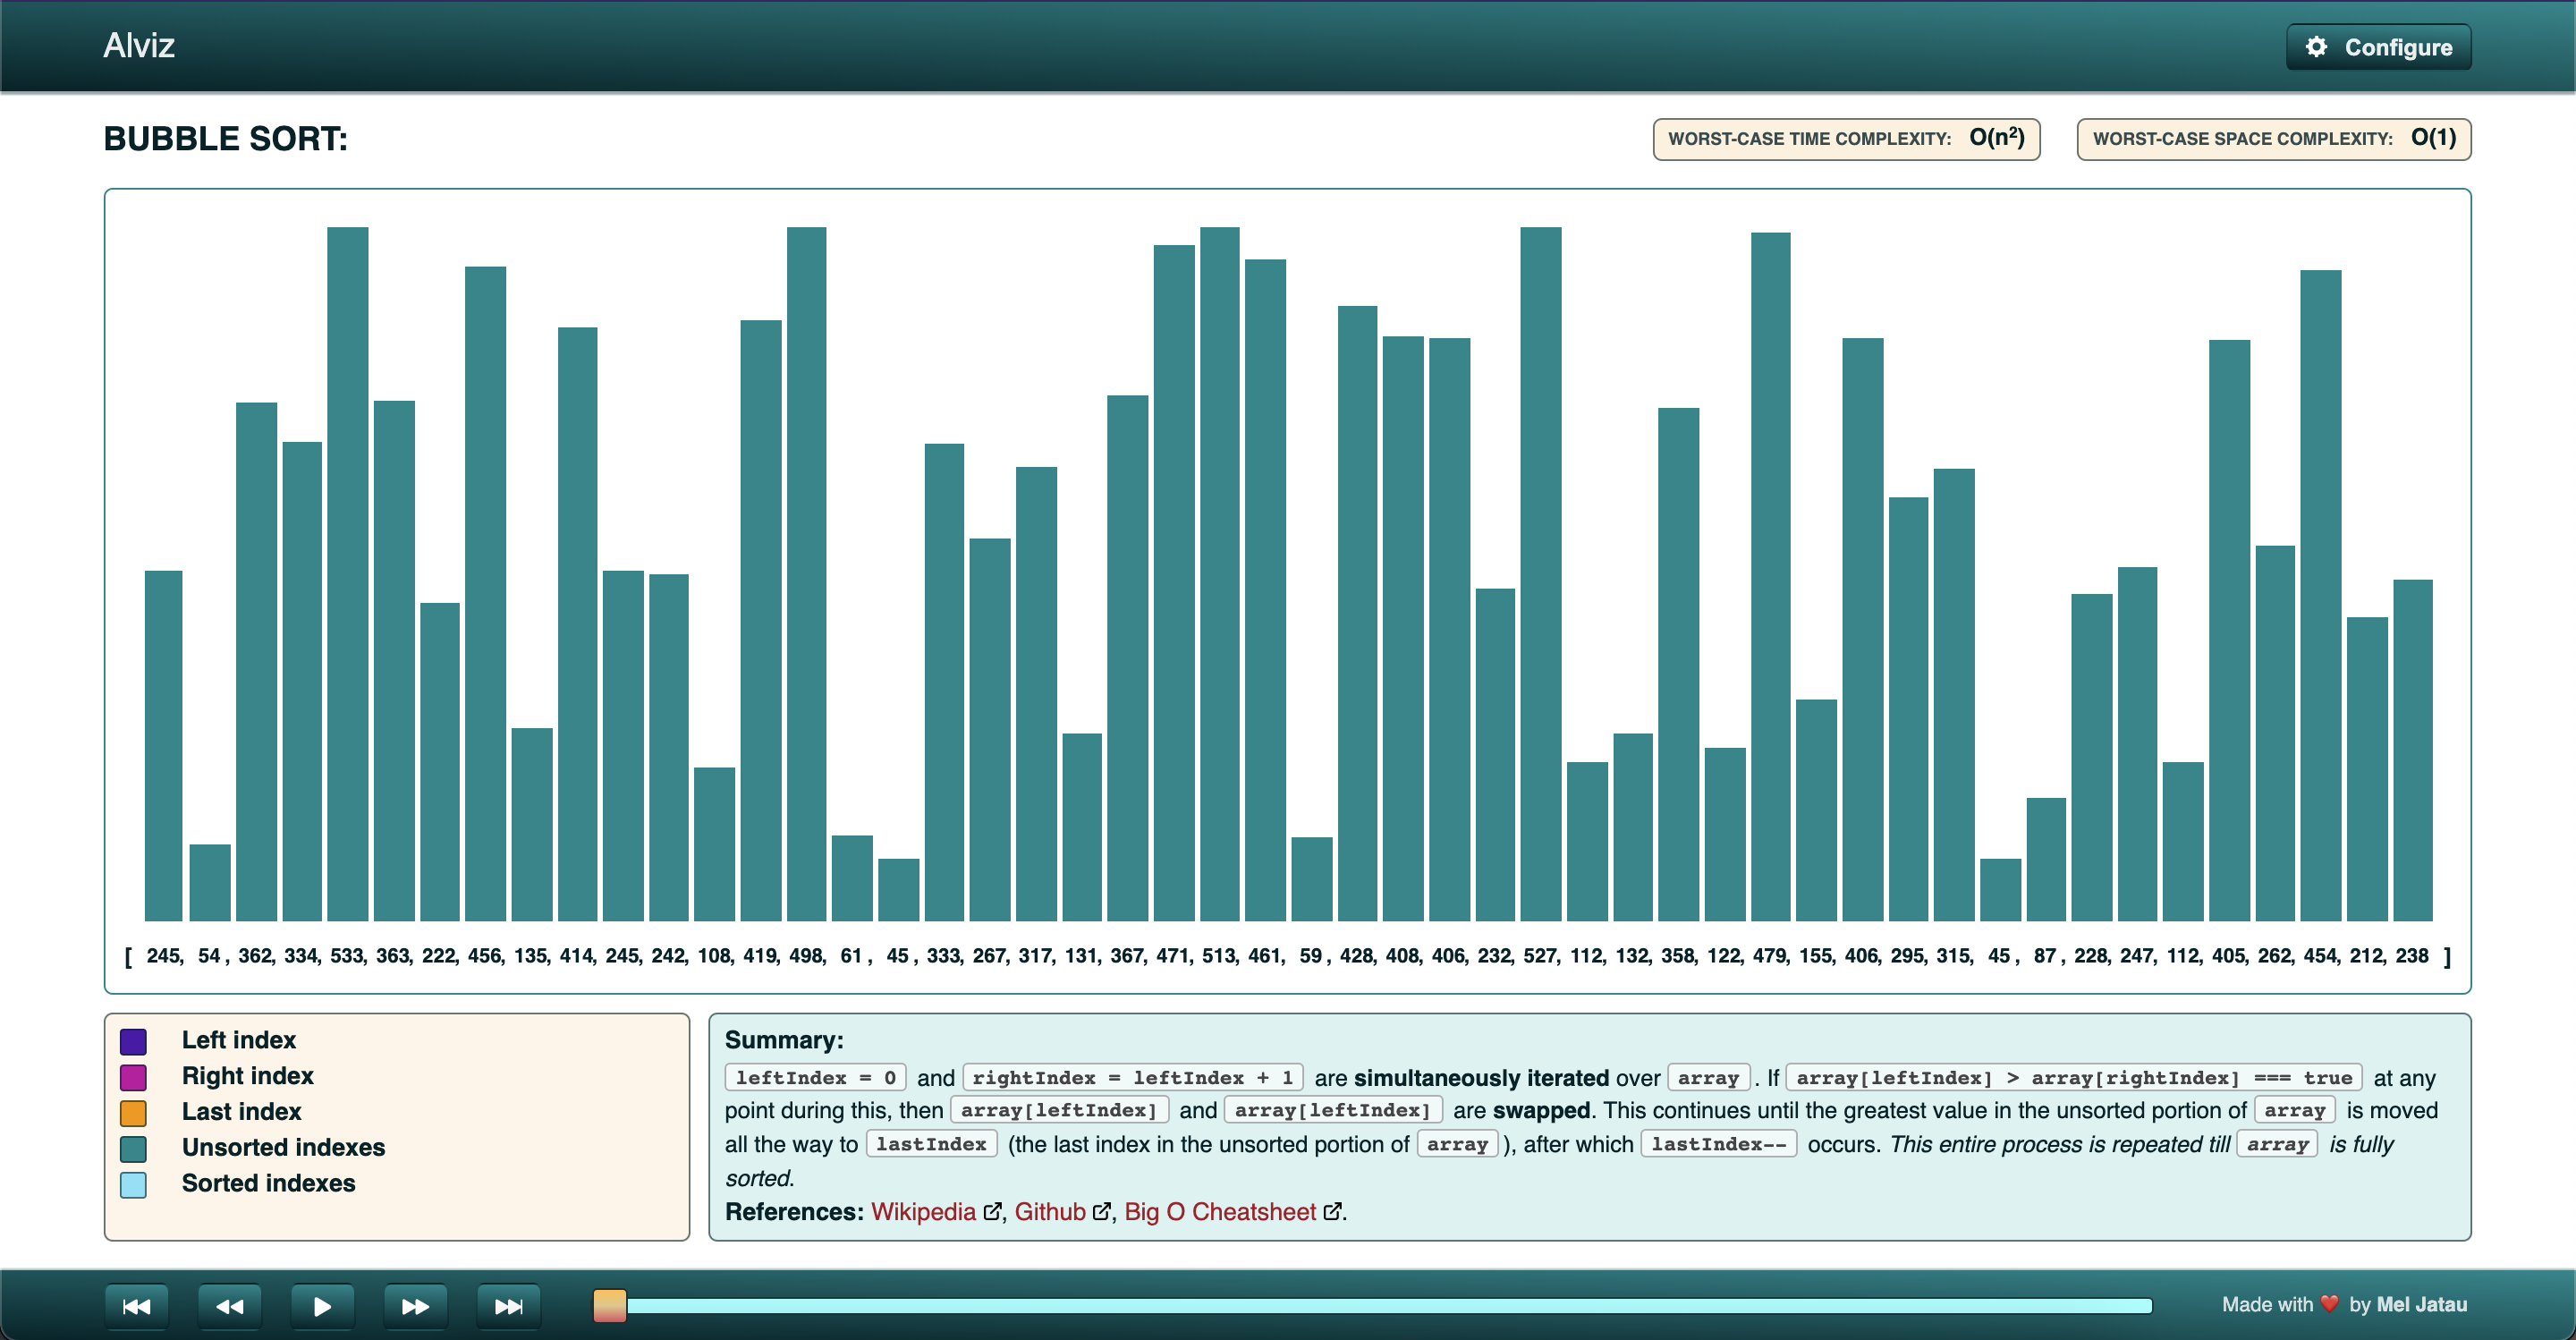 Alviz
Configure
BUBBLE SORT:
WORST-CASE TIME COMPLEXITY: O(n²)
WORST-CASE SPACE COMPLEXITY: O(1)
[ 245, 54, 362, 334, 533, 363, 222, 456, 135, 414, 245, 242, 108, 419, 498, 61, 45, 333, 267, 317, 131, 367, 471, 513, 461, 59, 428, 408, 406, 232, 527, 112, 132, 358, 122, 479, 155, 406, 295, 315, 45, 87, 228, 247, 112, 405, 262, 454, 212, 238 ]
Left index
Right index
Last index
Unsorted indexes
Sorted indexes
Summary:
leftIndex = 0 and rightIndex = leftIndex + 1 are simultaneously iterated over array. If array[leftIndex] > array[rightIndex] === true at any
point during this, then array[leftIndex] and array[leftIndex] are swapped. This continues until the greatest value in the unsorted portion of array is moved
all the way to lastIndex (the last index in the unsorted portion of array), after which lastIndex-- occurs. This entire process is repeated till array is fully
sorted.
References: Wikipedia, Github, Big O Cheatsheet.
Made with ❤️ by Mel Jatau